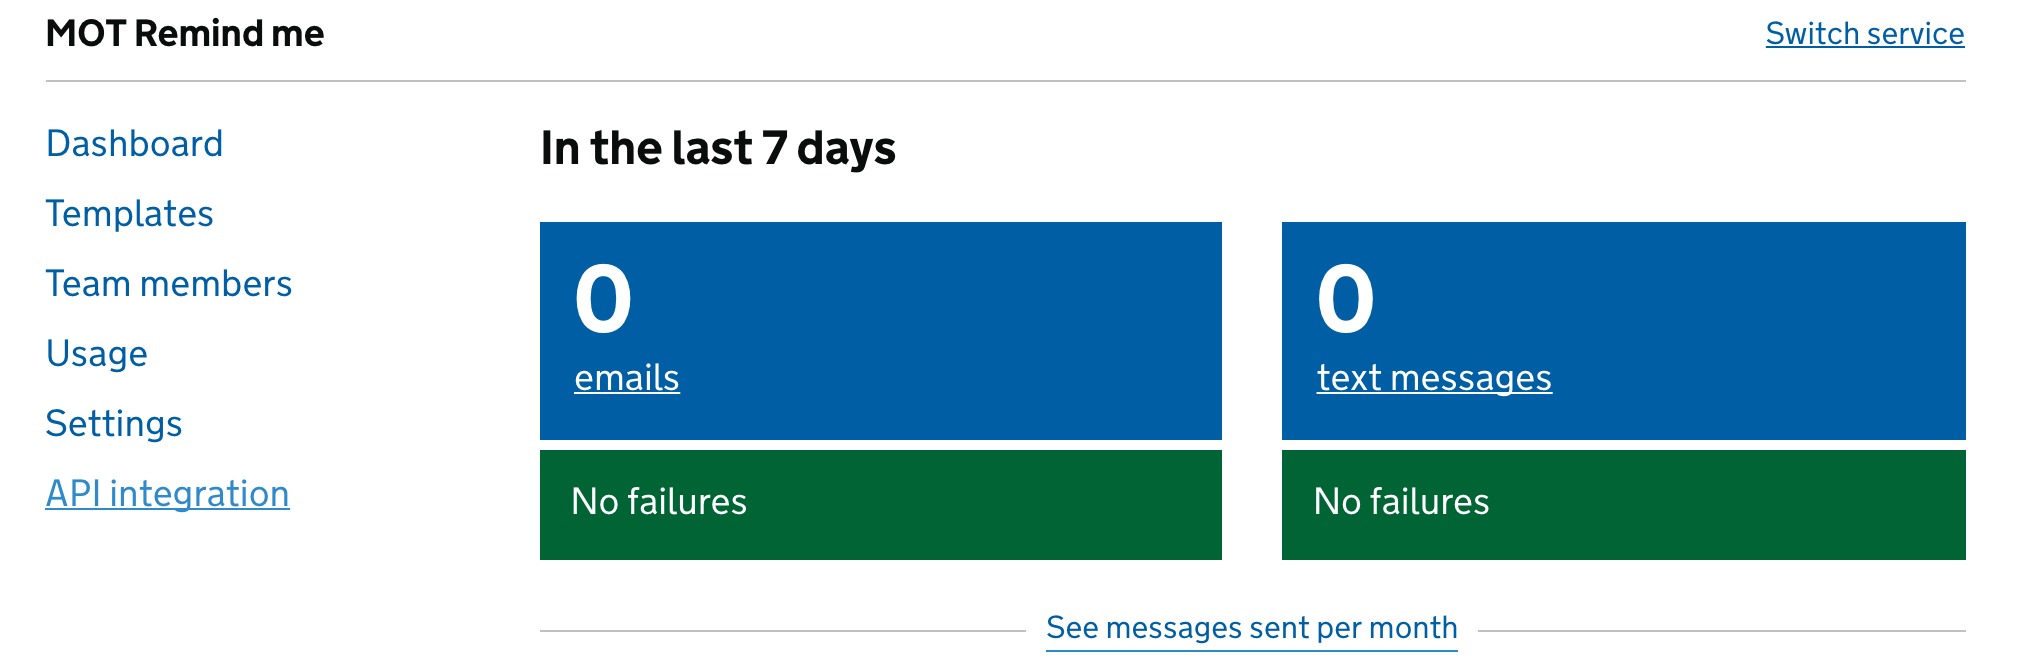 MOT Remind me
Switch service
Dashboard
Templates
Team members
Usage
Settings
API integration
In the last 7 days
0
emails
No failures
0
text messages
No failures
See messages sent per month